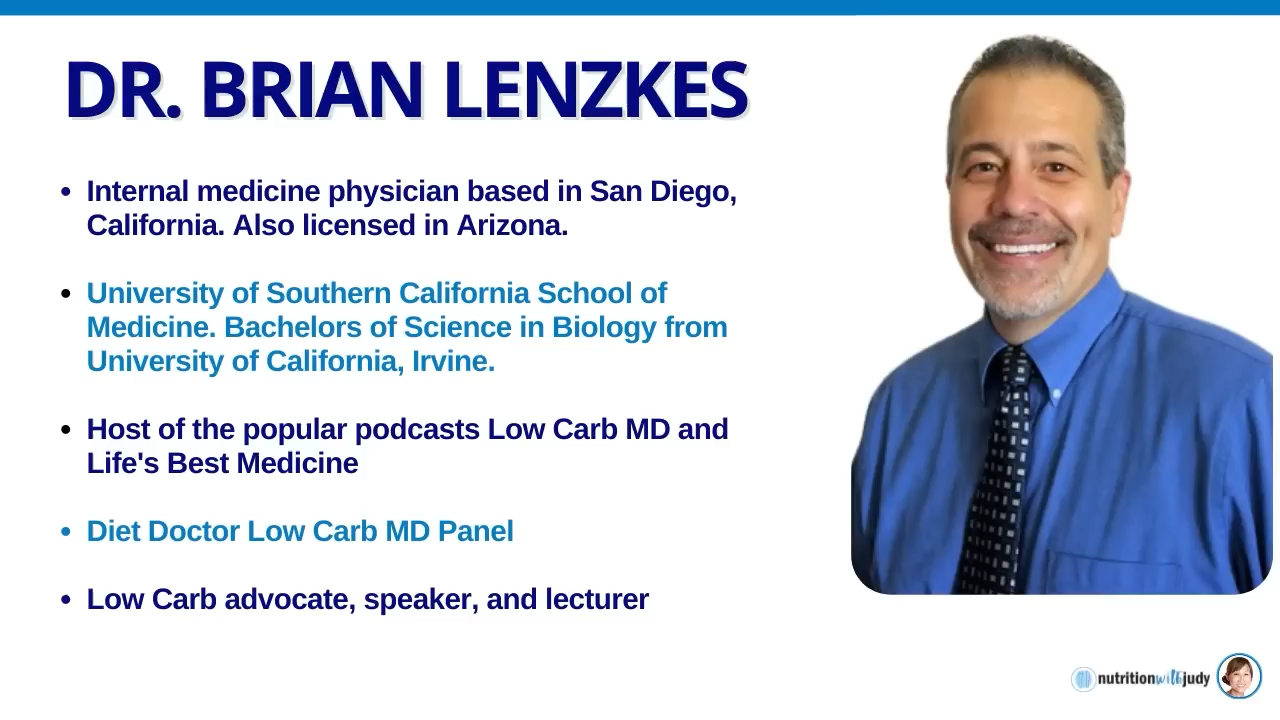 DR. BRIAN LENZKES
• Internal medicine physician based in San Diego,
California. Also licensed in Arizona.
• University of Southern California School of
Medicine. Bachelors of Science in Biology from
University of California, Irvine.
• Host of the popular podcasts Low Carb MD and
Life's Best Medicine
• Diet Doctor Low Carb MD Panel
• Low Carb advocate, speaker, and lecturer
nutritionwithjudy